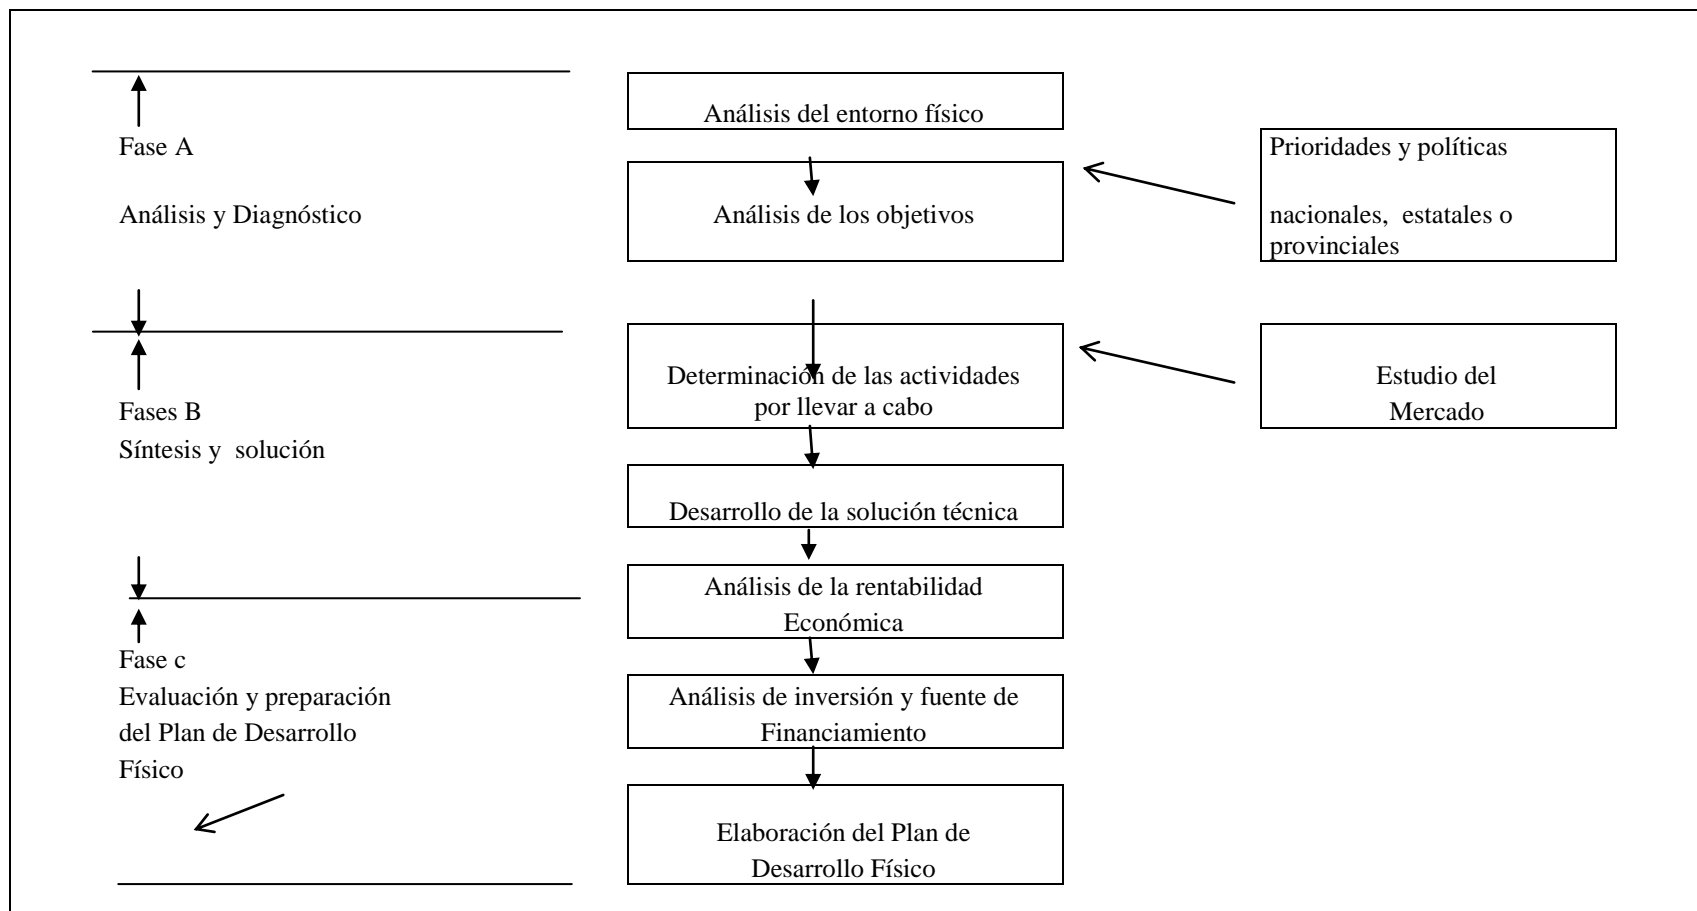 Análisis del entorno físico
Fase A
Prioridades y políticas
Análisis y Diagnóstico
Análisis de los objetivos
nacionales,  estatales o
provinciales
Determinación de las actividades
por llevar a cabo
Estudio del
Mercado
Fases B
Síntesis y  solución
Desarrollo de la solución técnica
Análisis de la rentabilidad
Económica
Fase c
Evaluación y preparación
del Plan de Desarrollo
Físico
Análisis de inversión y fuente de
Financiamiento
Elaboración del Plan de
Desarrollo Físico